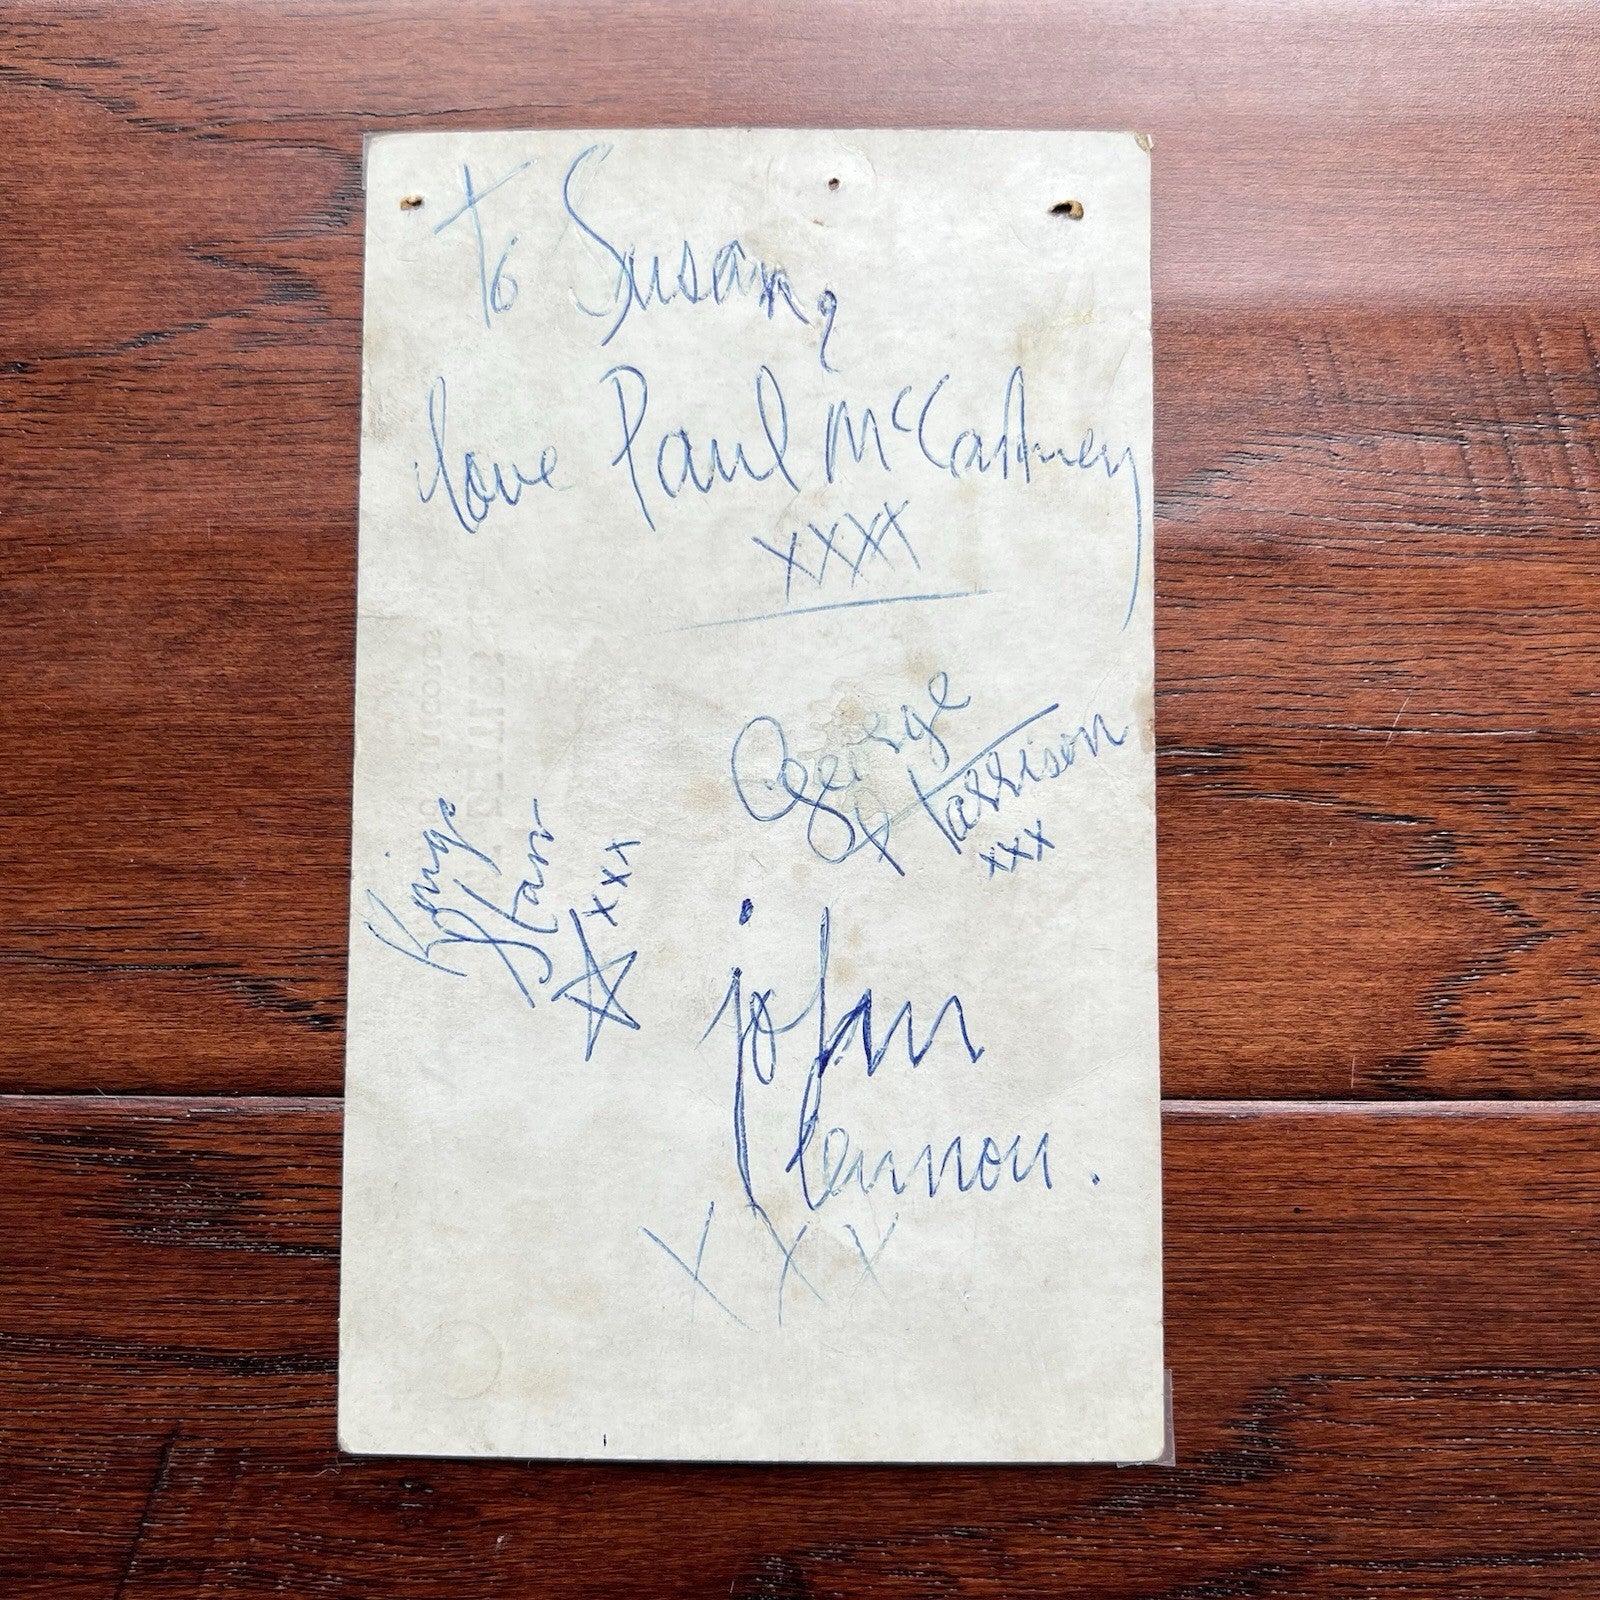 To Susan,
love Paul McCartney
xxxx
George
Harrison
xxx
Ringo
Starr
xxx
john
lennon.
xxx